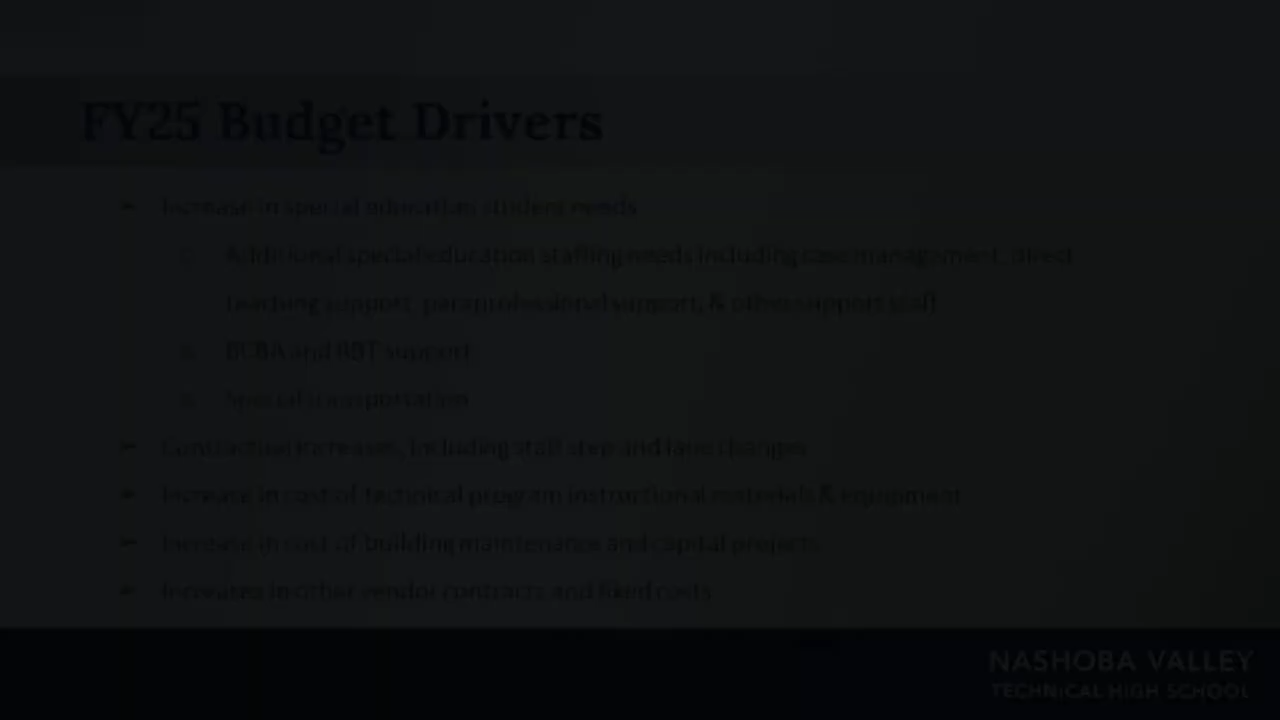 FY25 Budget Drivers
Increase in special education student needs
Additional special education staffing needs including case management, direct
teaching support, paraprofessional support, & other support staff
BCBA and RBT support
Special transportation
Contractual increases, including staff step and lane changes
Increase in cost of technical program instructional materials & equipment
Increase in cost of building maintenance and capital projects
Increases in other vendor contracts and fixed costs
NASHOBA VALLEY
TECHNICAL HIGH SCHOOL